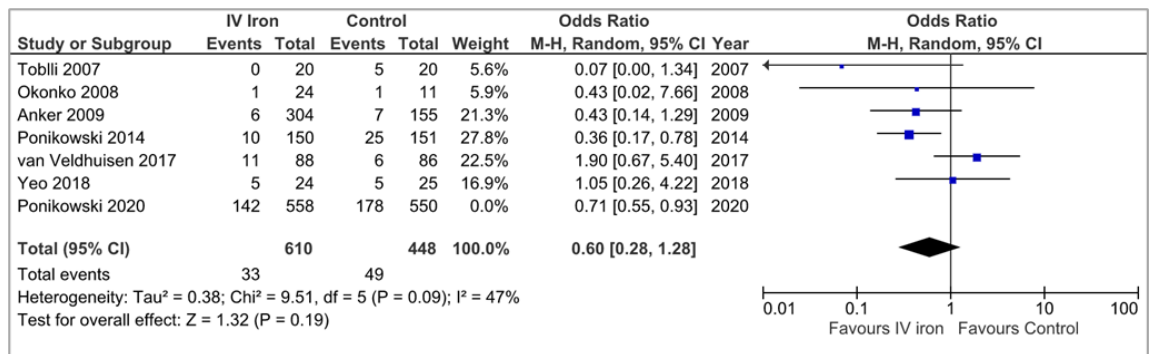 IV Iron Control Odds Ratio Odds Ratio
Study or Subgroup Events Total Events Total Weight M-H, Random, 95% CI Year M-H, Random, 95% CI
Toblli 2007 0 20 5 20 5.6% 0.07 [0.00, 1.34] 2007
Okonko 2008 1 24 1 11 5.9% 0.43 [0.02, 7.66] 2008
Anker 2009 6 304 7 155 21.3% 0.43 [0.14, 1.29] 2009
Ponikowski 2014 10 150 25 151 27.8% 0.36 [0.17, 0.78] 2014
van Veldhuisen 2017 11 88 6 86 22.5% 1.90 [0.67, 5.40] 2017
Yeo 2018 5 24 5 25 16.9% 1.05 [0.26, 4.22] 2018
Ponikowski 2020 142 558 178 550 0.0% 0.71 [0.55, 0.93] 2020
Total (95% CI) 610 448 100.0% 0.60 [0.28, 1.28]
Total events 33 49
Heterogeneity: Tau² = 0.38; Chi² = 9.51, df = 5 (P = 0.09); I² = 47%
Test for overall effect: Z = 1.32 (P = 0.19)
0.01 0.1 1 10 100
Favours IV iron Favours Control